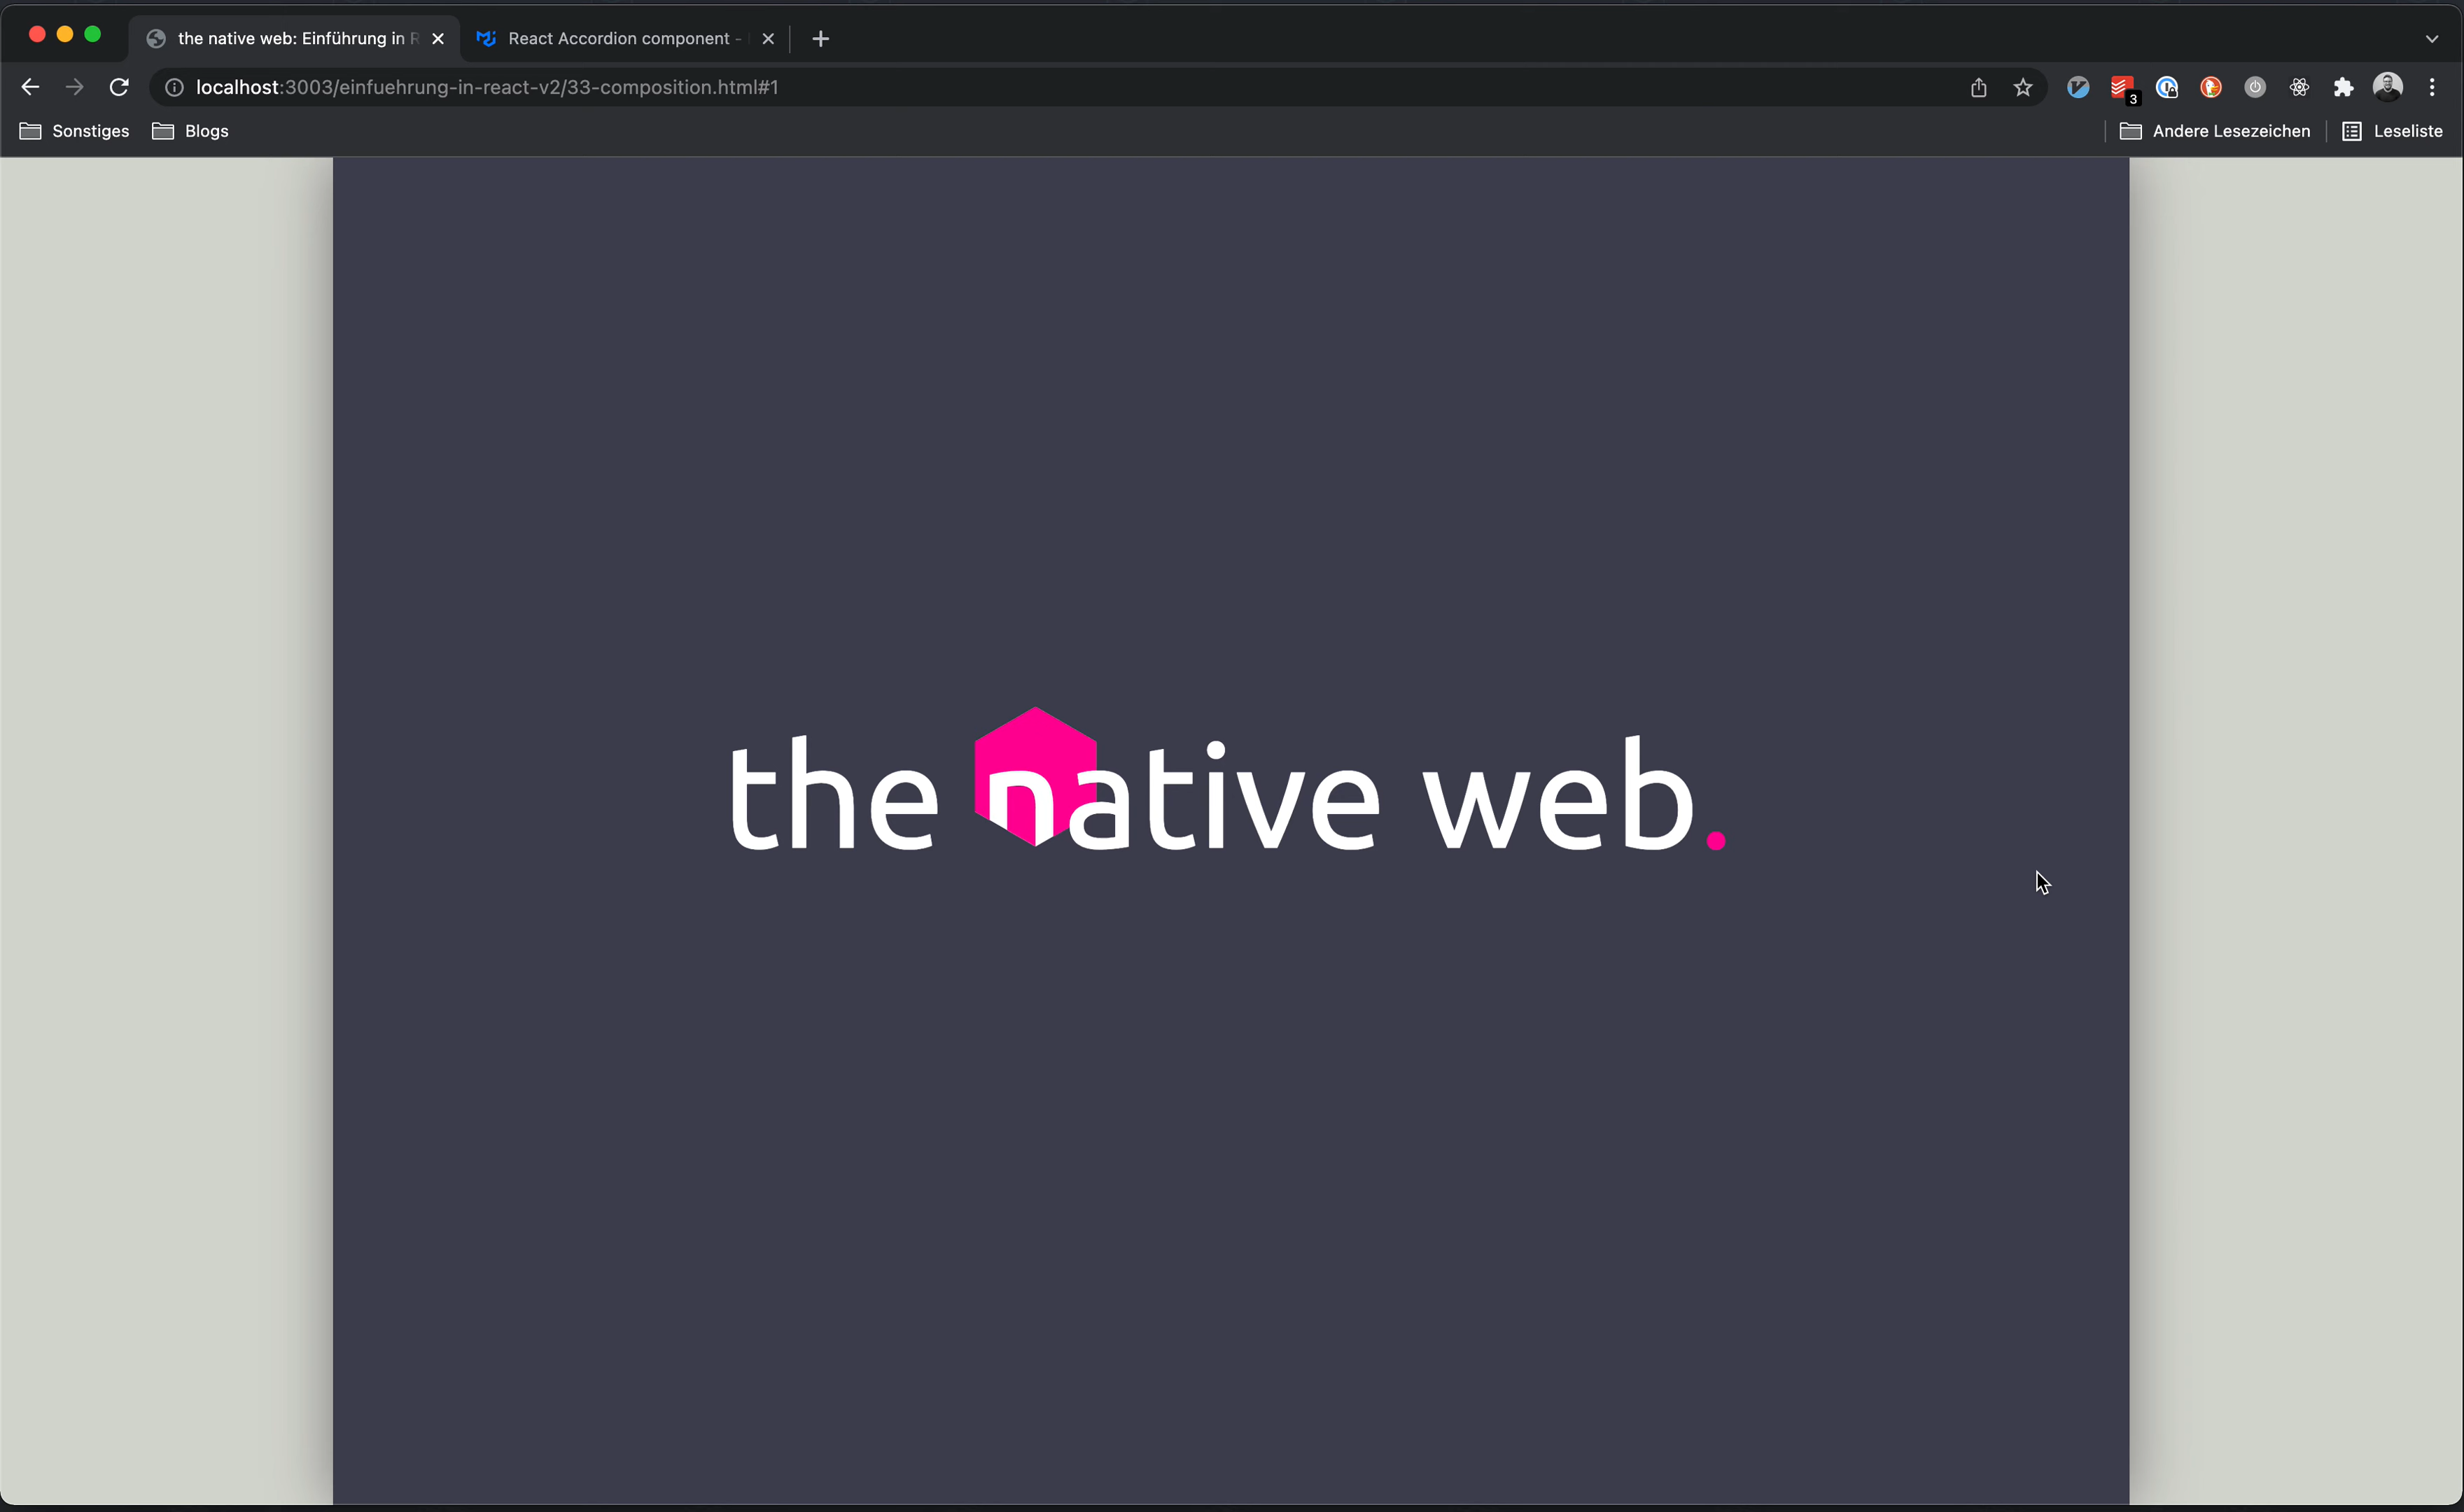 the native web: Einführung in R
React Accordion component -
localhost:3003/einfuehrung-in-react-v2/33-composition.html#1
3
Sonstiges
Blogs
Andere Lesezeichen
Leseliste
the native web.